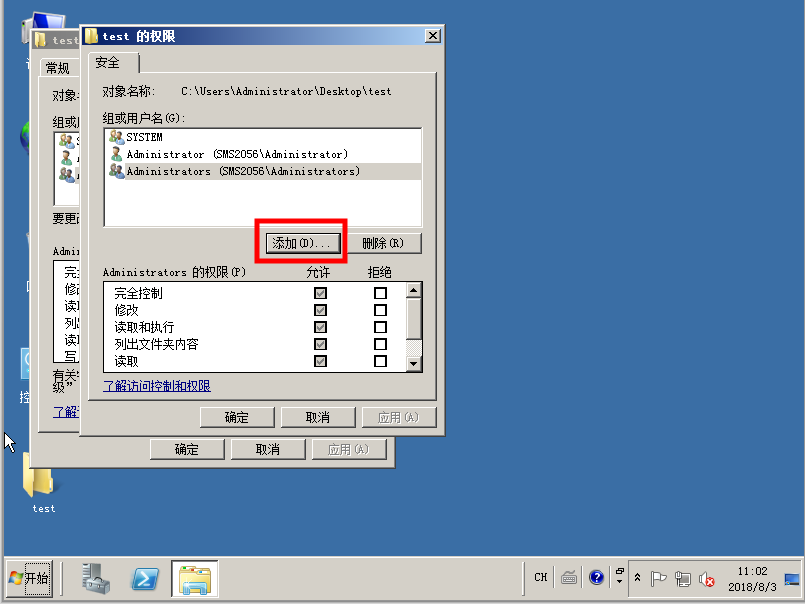 test 的权限
test
安全
常规
对象名称: C:\Users\Administrator\Desktop\test
组或用户名(G):
SYSTEM
Administrator (SMS2056\Administrator)
Administrators (SMS2056\Administrators)
添加(D)... 删除(R)
Administrators 的权限(P) 允许 拒绝
完全控制
修改
读取和执行
列出文件夹内容
读取
了解访问控制和权限
确定 取消 应用(A)
对象
组或
要更
Admin
完
修
读
列
读
写
有关
级”
了解
确定 取消 应用(A)
test
开始
CH
11:02
2018/8/3